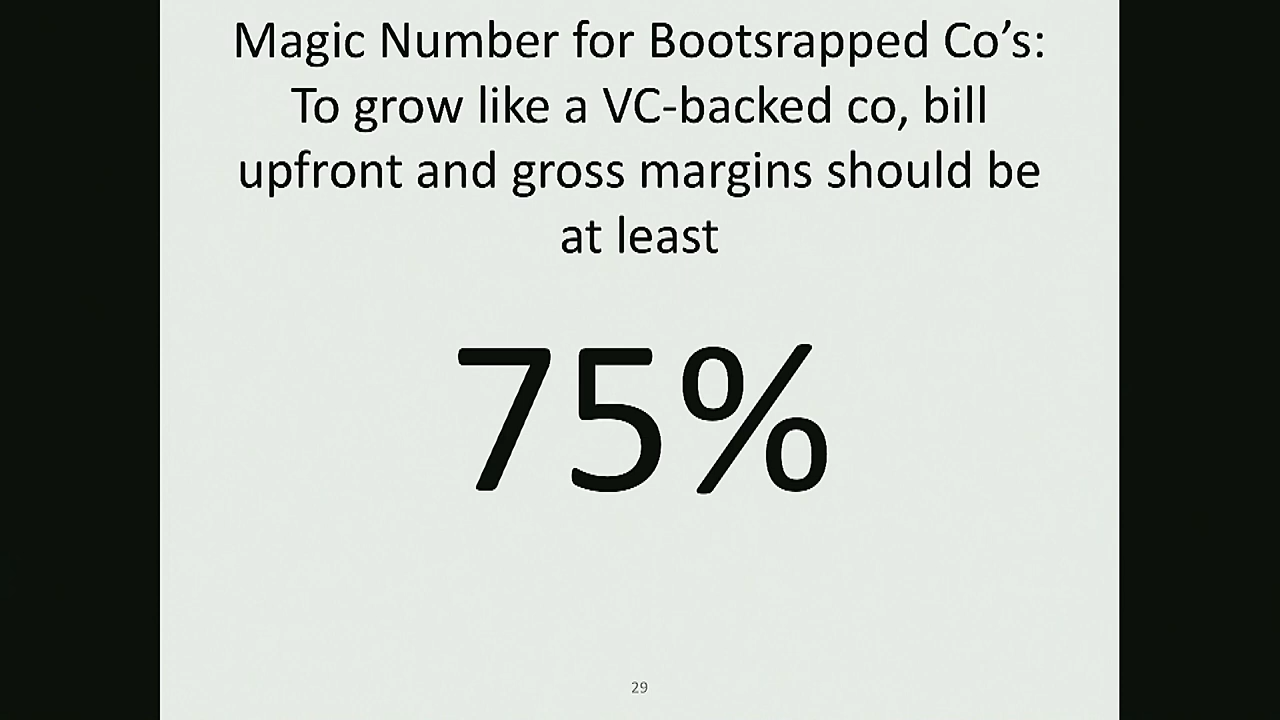 Magic Number for Bootsrapped Co’s:
To grow like a VC-backed co, bill
upfront and gross margins should be
at least
75%
29